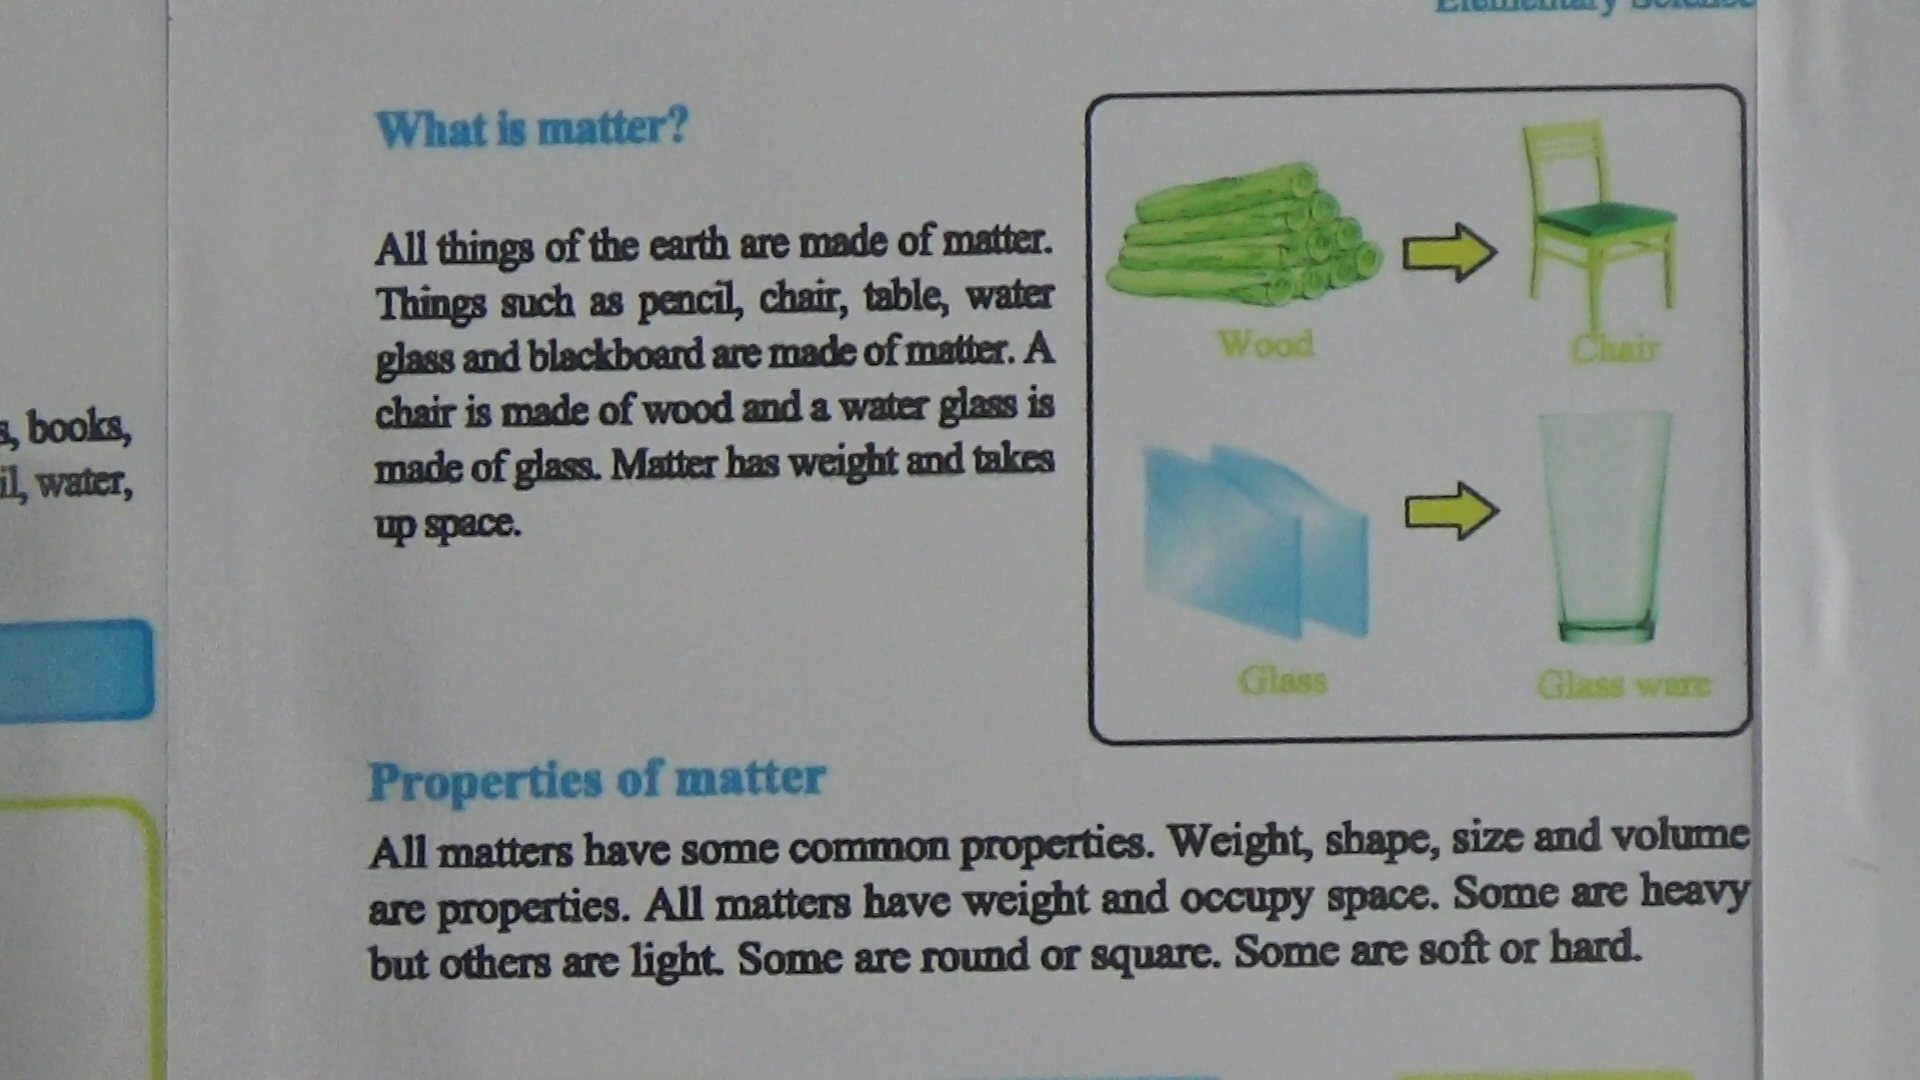 Elementary Science
What is matter?
All things of the earth are made of matter.
Things such as pencil, chair, table, water
glass and blackboard are made of matter. A
chair is made of wood and a water glass is
made of glass. Matter has weight and takes
up space.
Wood
Chair
Glass
Glass ware
books,
water,
Properties of matter
All matters have some common properties. Weight, shape, size and volume
are properties. All matters have weight and occupy space. Some are heavy
but others are light. Some are round or square. Some are soft or hard.